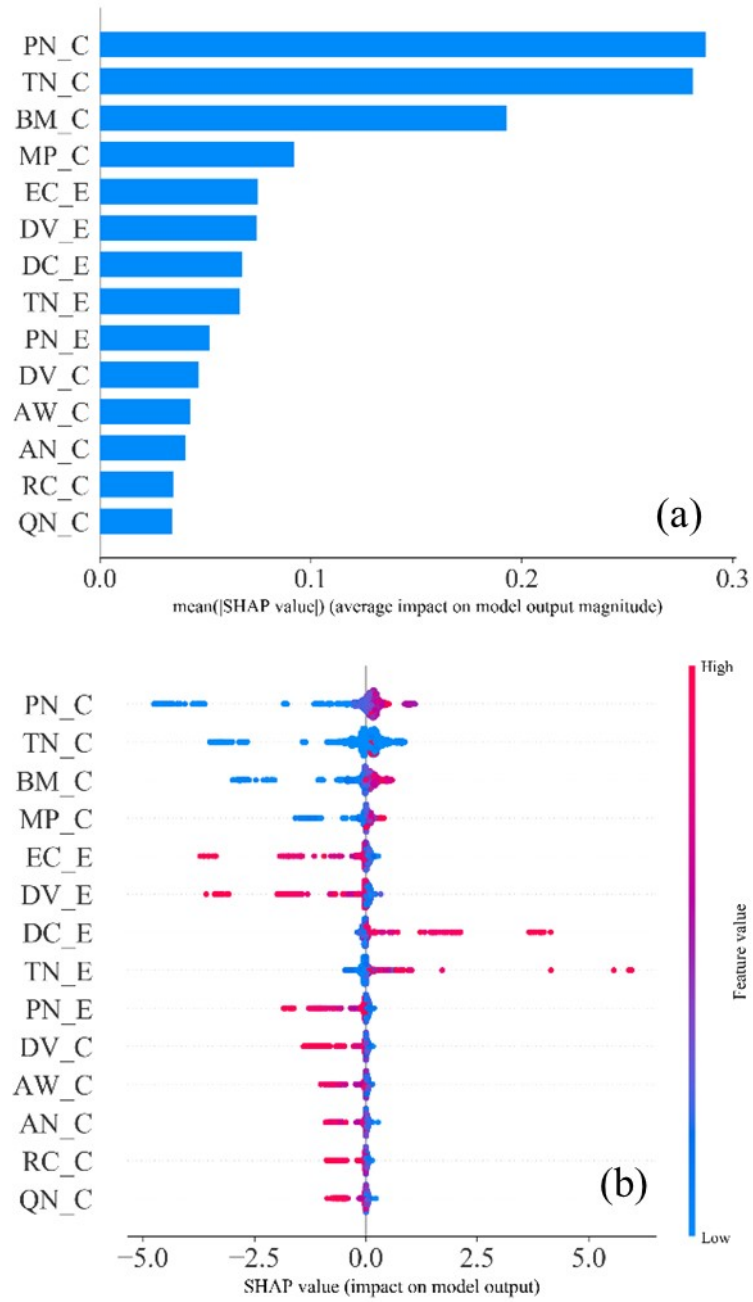 PN_C
TN_C
BM_C
MP_C
EC_E
DV_E
DC_E
TN_E
PN_E
DV_C
AW_C
AN_C
RC_C
QN_C
(a)
0.0 0.1 0.2 0.3
mean(|SHAP value|) (average impact on model output magnitude)
High
PN_C
TN_C
BM_C
MP_C
EC_E
DV_E
DC_E
TN_E
PN_E
DV_C
AW_C
AN_C
RC_C
QN_C
(b)
Feature value
Low
−5.0 −2.5 0.0 2.5 5.0
SHAP value (impact on model output)